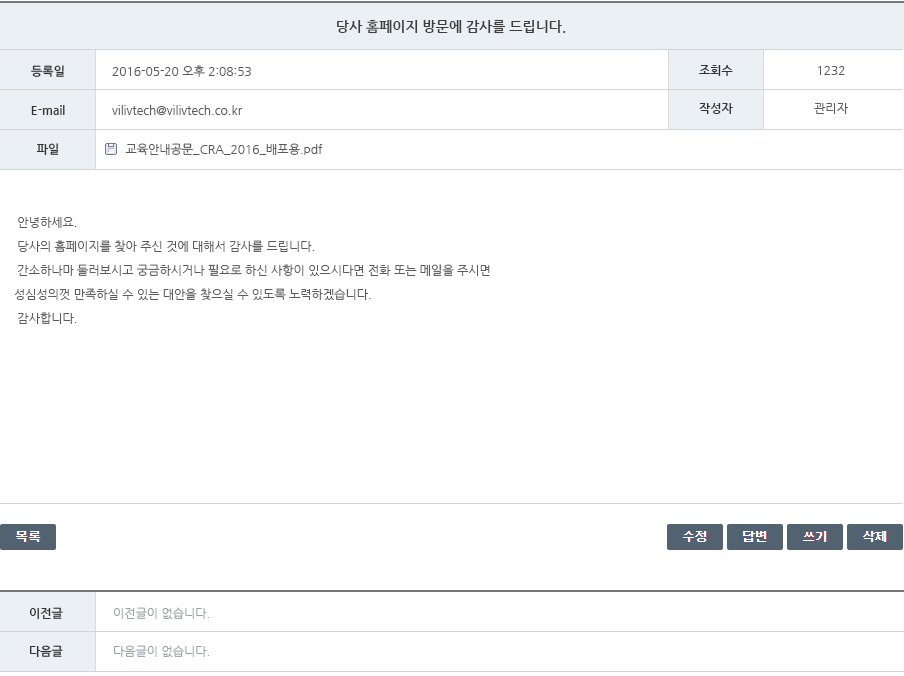 당사 홈페이지 방문에 감사를 드립니다.
등록일 2016-05-20 오후 2:08:53 조회수 1232
E-mail vilivtech@vilivtech.co.kr 작성자 관리자
파일 교육안내공문_CRA_2016_배포용.pdf
안녕하세요.
당사의 홈페이지를 찾아 주신 것에 대해서 감사를 드립니다.
간소하나마 둘러보시고 궁금하시거나 필요로 하신 사항이 있으시다면 전화 또는 메일을 주시면
성심성의껏 만족하실 수 있는 대안을 찾으실 수 있도록 노력하겠습니다.
감사합니다.
목록 수정 답변 쓰기 삭제
이전글 이전글이 없습니다.
다음글 다음글이 없습니다.